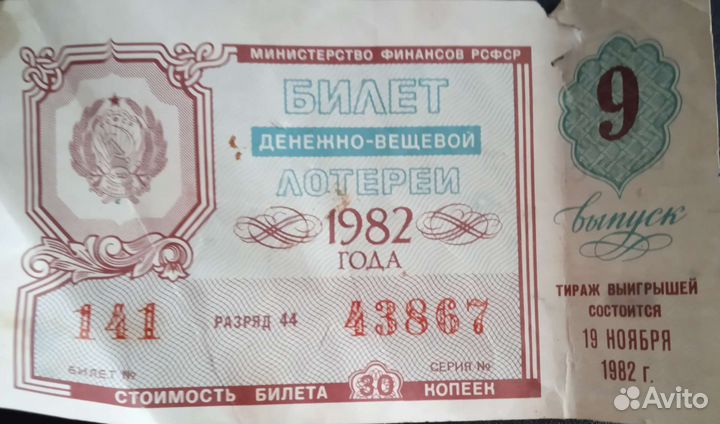 МИНИСТЕРСТВО ФИНАНСОВ РСФСР
БИЛЕТ
ДЕНЕЖНО-ВЕЩЕВОЙ
ЛОТЕРЕИ
1982
ГОДА
141 РАЗРЯД 44 43867
БИЛЕТ № СЕРИЯ №
СТОИМОСТЬ БИЛЕТА 30 КОПЕЕК
9
выпуск
ТИРАЖ ВЫИГРЫШЕЙ
СОСТОИТСЯ
19 НОЯБРЯ
1982 г.
Avito